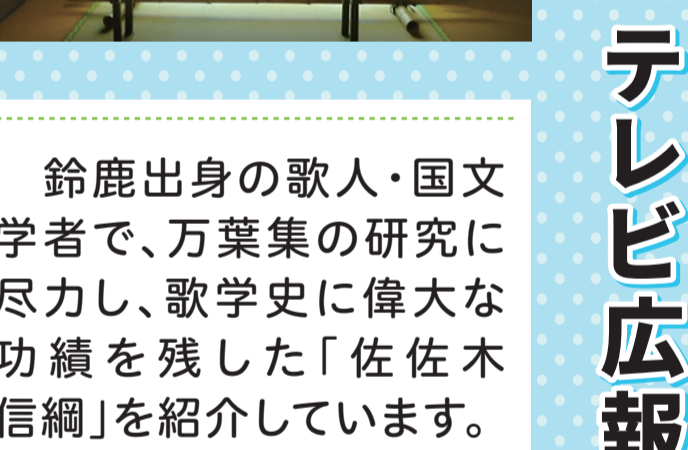 テレビ広報
鈴鹿出身の歌人・国文
学者で、万葉集の研究に
尽力し、歌学史に偉大な
功績を残した「佐佐木
信綱」を紹介しています。